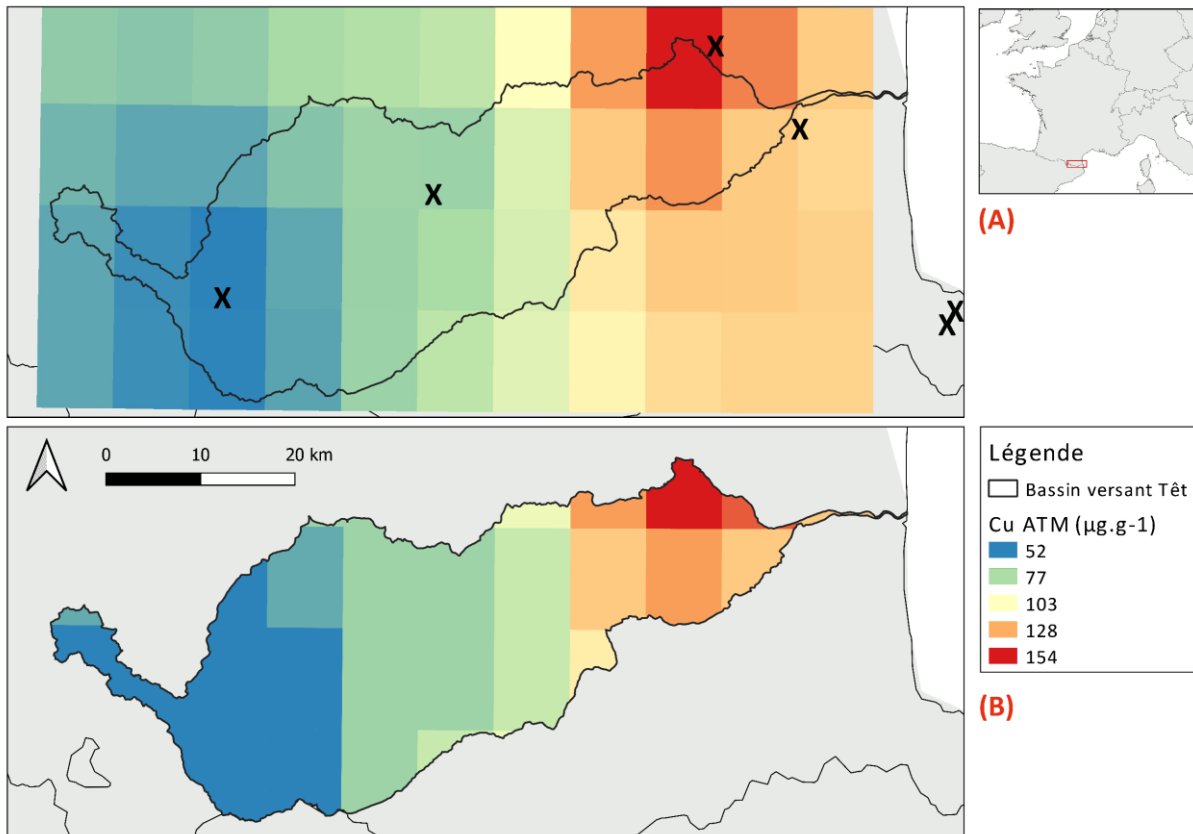 X
X
X
X
X
X
(A)
0 10 20 km
Légende
Bassin versant Têt
Cu ATM (µg.g-1)
52
77
103
128
154
(B)